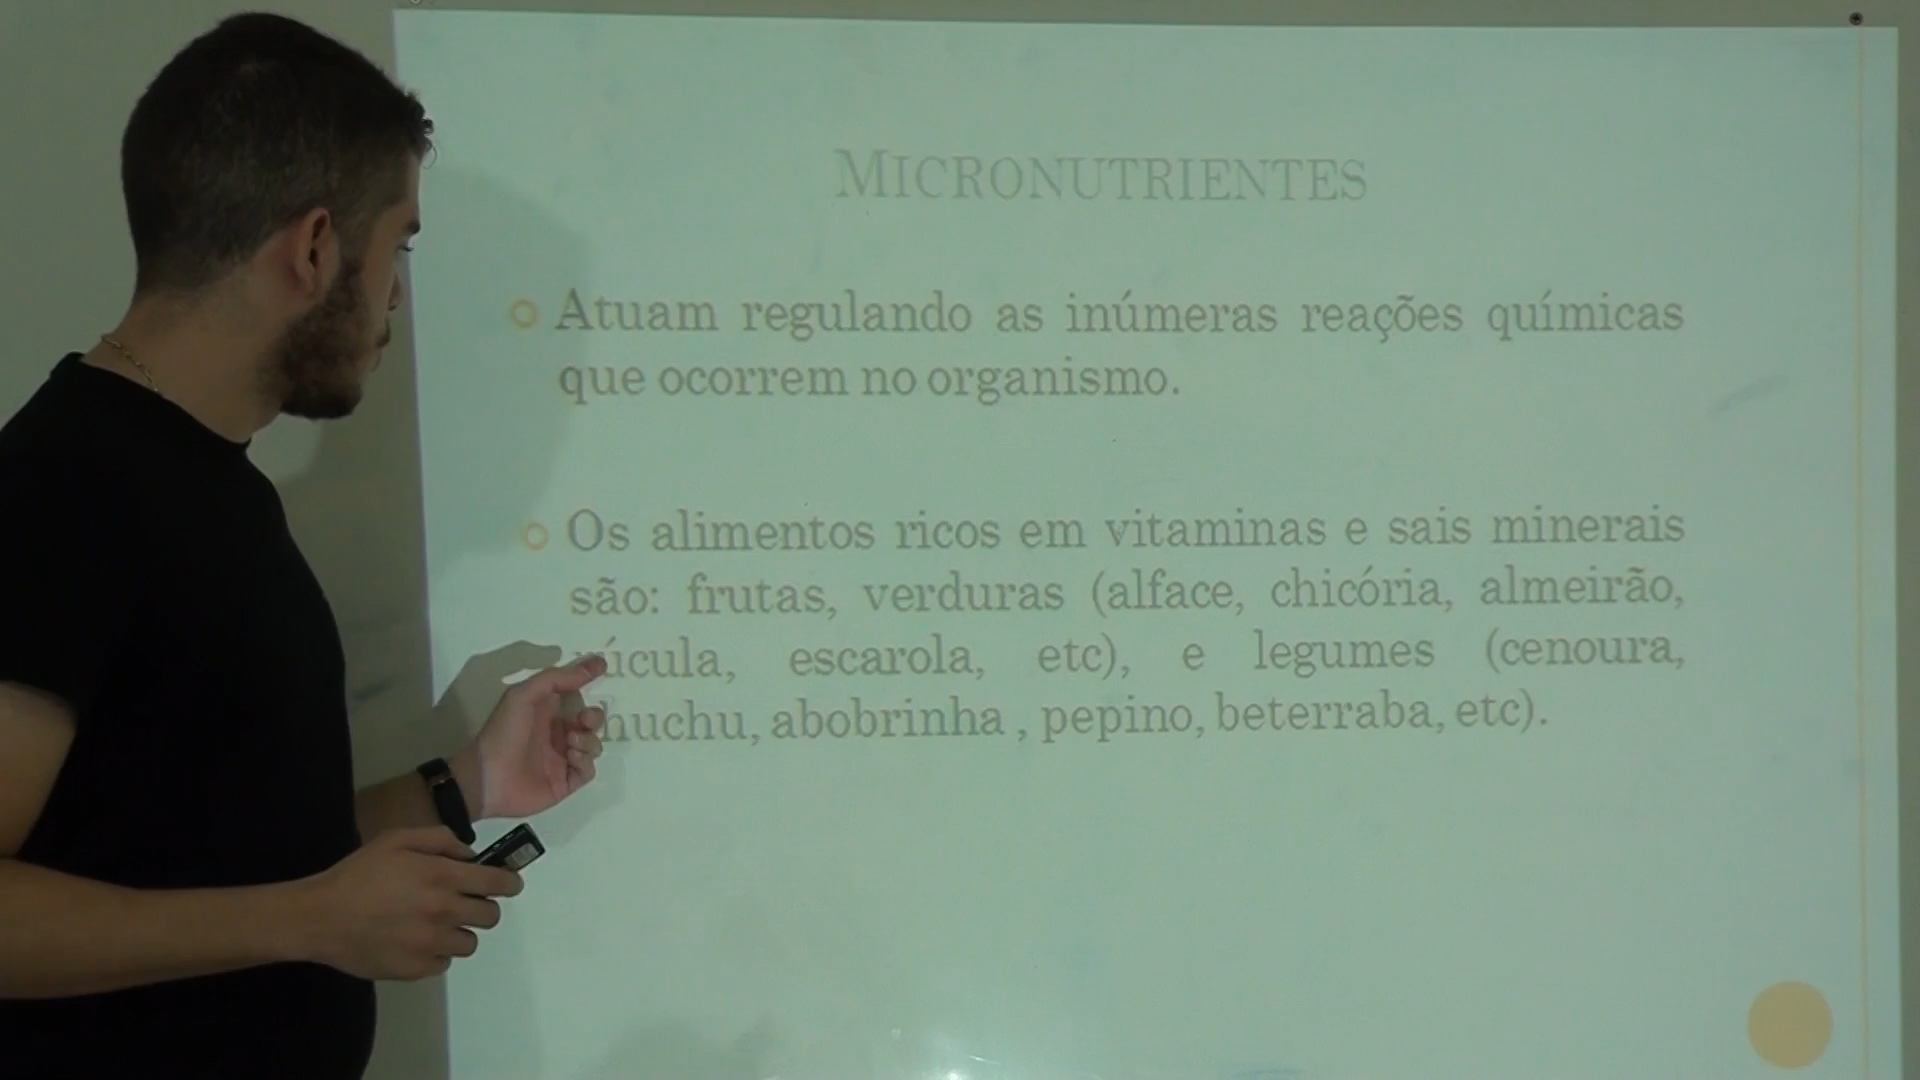 MICRONUTRIENTES
Atuam regulando as inúmeras reações químicas
que ocorrem no organismo.
Os alimentos ricos em vitaminas e sais minerais
são: frutas, verduras (alface, chicória, almeirão,
rúcula, escarola, etc), e legumes (cenoura,
chuchu, abobrinha , pepino, beterraba, etc).